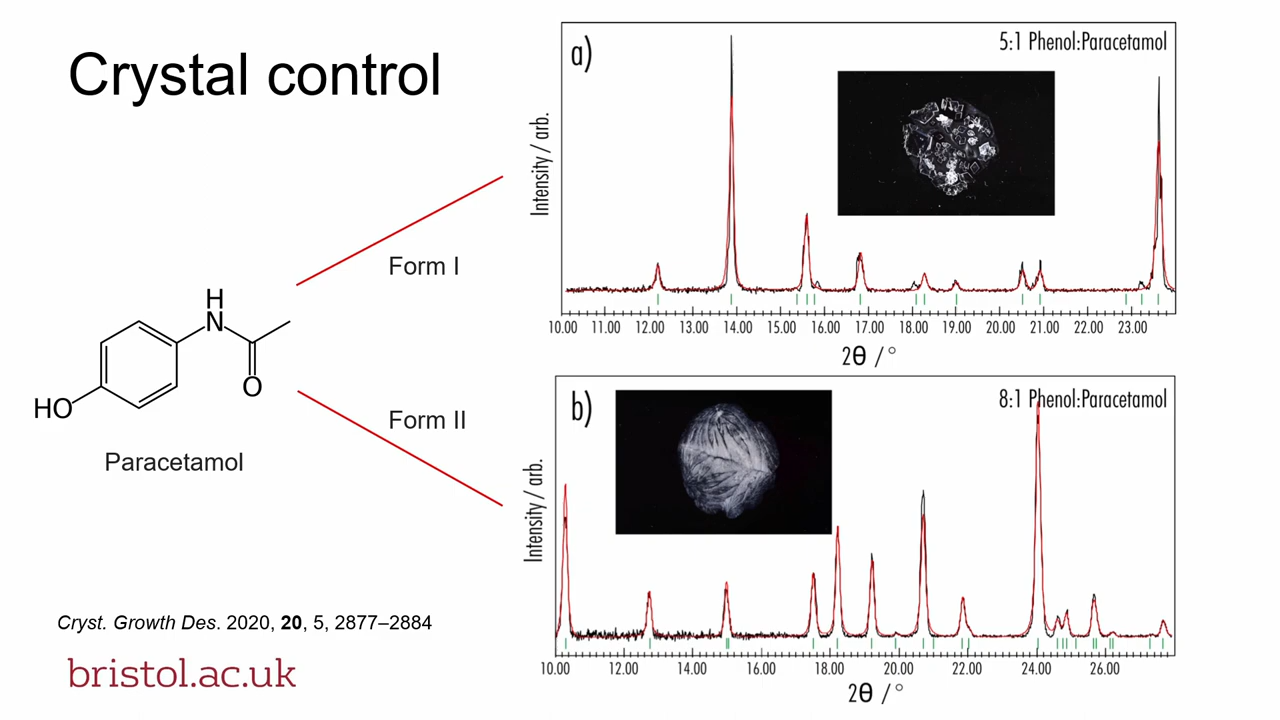 Crystal control
a)
5:1 Phenol:Paracetamol
Intensity / arb.
10.00 11.00 12.00 13.00 14.00 15.00 16.00 17.00 18.00 19.00 20.00 21.00 22.00 23.00
2θ / °
Form I
H
N
O
HO
Paracetamol
Form II
b)
8:1 Phenol:Paracetamol
Intensity / arb.
10.00 12.00 14.00 16.00 18.00 20.00 22.00 24.00 26.00
2θ / °
Cryst. Growth Des. 2020, 20, 5, 2877–2884
bristol.ac.uk